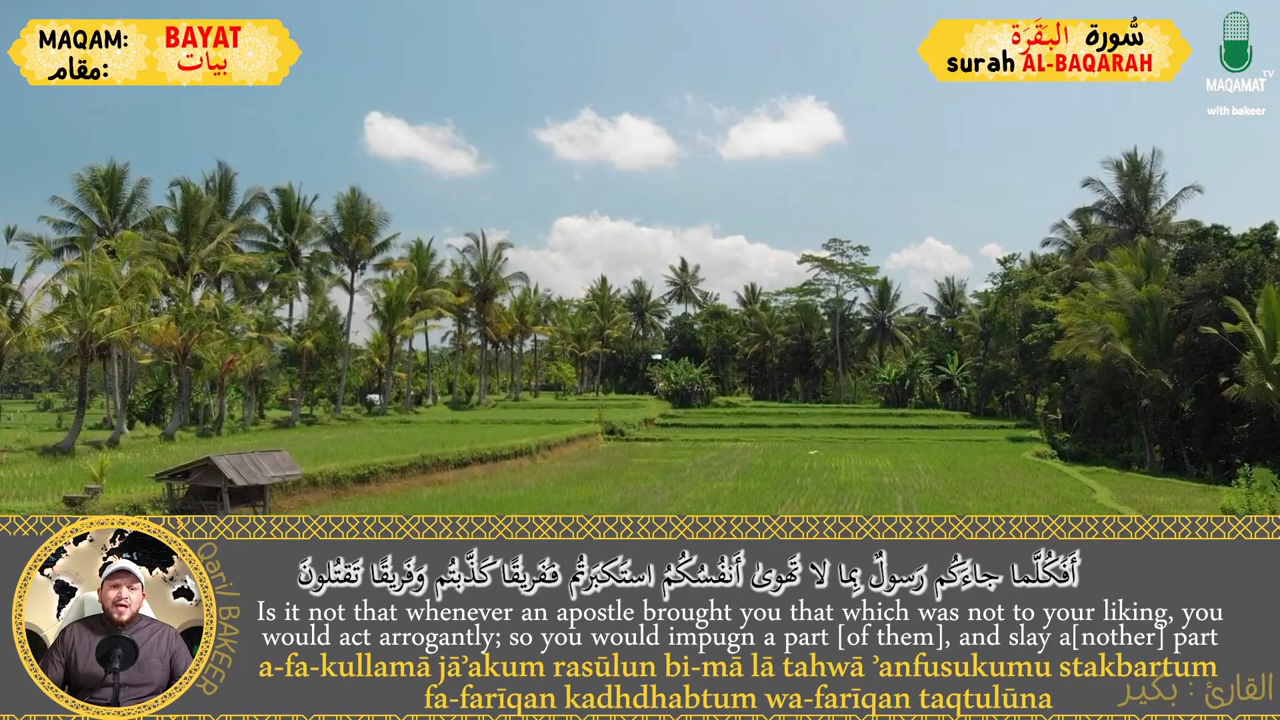 MAQAM: BAYAT
مقام: بيات
سُّورة البَقَرَة
surah AL-BAQARAH
MAQAMAT TV
with bakeer
أَفَكُلَّما جاءَكُم رَسولٌ بِما لا تَهوىٰ أَنفُسُكُمُ استَكبَرتُم فَفَريقًا كَذَّبتُم وَفَريقًا تَقتُلونَ
Is it not that whenever an apostle brought you that which was not to your liking, you
would act arrogantly; so you would impugn a part [of them], and slay a[nother] part
a-fa-kullamā jāʾakum rasūlun bi-mā lā tahwā ʾanfusukumu stakbartum
fa-farīqan kadhdhabtum wa-farīqan taqtulūna
Qari/ BAKEER
القارئ : بكير